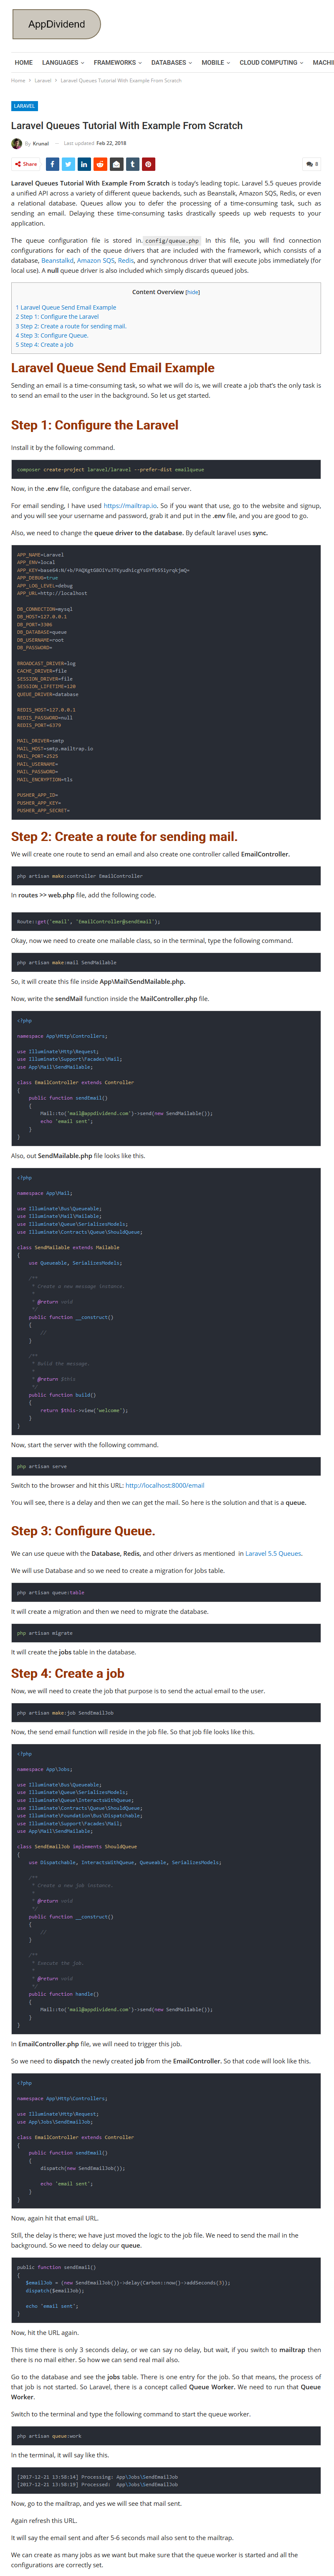 AppDividend
HOME LANGUAGES FRAMEWORKS DATABASES MOBILE CLOUD COMPUTING MACHI
Home > Laravel > Laravel Queues Tutorial With Example From Scratch
LARAVEL
Laravel Queues Tutorial With Example From Scratch
By Krunal — Last updated Feb 22, 2018
Share
8
Laravel Queues Tutorial With Example From Scratch is today's leading topic. Laravel 5.5 queues provide
a unified API across a variety of different queue backends, such as Beanstalk, Amazon SQS, Redis, or even
a relational database. Queues allow you to defer the processing of a time-consuming task, such as
sending an email. Delaying these time-consuming tasks drastically speeds up web requests to your
application.
The queue configuration file is stored in config/queue.php In this file, you will find connection
configurations for each of the queue drivers that are included with the framework, which consists of a
database, Beanstalkd, Amazon SQS, Redis, and synchronous driver that will execute jobs immediately (for
local use). A null queue driver is also included which simply discards queued jobs.
Content Overview [hide]
1 Laravel Queue Send Email Example
2 Step 1: Configure the Laravel
3 Step 2: Create a route for sending mail.
4 Step 3: Configure Queue.
5 Step 4: Create a job
Laravel Queue Send Email Example
Sending an email is a time-consuming task, so what we will do is, we will create a job that's the only task is
to send an email to the user in the background. So let us get started.
Step 1: Configure the Laravel
Install it by the following command.
composer create-project laravel/laravel --prefer-dist emailqueue
Now, in the .env file, configure the database and email server.
For email sending, I have used https://mailtrap.io. So if you want that use, go to the website and signup,
and you will see your username and password, grab it and put in the .env file, and you are good to go.
Also, we need to change the queue driver to the database. By default laravel uses sync.
APP_NAME=Laravel
APP_ENV=local
APP_DEBUG=true
APP_LOG_LEVEL=debug
APP_URL=http://localhost
DB_CONNECTION=mysql
DB_HOST=127.0.0.1
DB_PORT=3306
DB_DATABASE=queue
DB_USERNAME=root
DB_PASSWORD=
BROADCAST_DRIVER=log
CACHE_DRIVER=file
SESSION_DRIVER=file
SESSION_LIFETIME=120
QUEUE_DRIVER=database
REDIS_HOST=127.0.0.1
REDIS_PASSWORD=null
REDIS_PORT=6379
MAIL_DRIVER=smtp
MAIL_HOST=smtp.mailtrap.io
MAIL_PORT=2525
MAIL_USERNAME=
MAIL_PASSWORD=
MAIL_ENCRYPTION=tls
PUSHER_APP_ID=
PUSHER_APP_KEY=
PUSHER_APP_SECRET=
Step 2: Create a route for sending mail.
We will create one route to send an email and also create one controller called EmailController.
php artisan make:controller EmailController
In routes >> web.php file, add the following code.
Route::get('email', 'EmailController@sendEmail');
Okay, now we need to create one mailable class, so in the terminal, type the following command.
php artisan make:mail SendMailable
So, it will create this file inside App\Mail\SendMailable.php.
Now, write the sendMail function inside the MailController.php file.
<?php
namespace App\Http\Controllers;
use Illuminate\Http\Request;
use Illuminate\Support\Facades\Mail;
use App\Mail\SendMailable;
class EmailController extends Controller
{
public function sendEmail()
{
Mail::to('mail@appdividend.com')->send(new SendMailable());
echo 'email sent';
}
}
Also, out SendMailable.php file looks like this.
<?php
namespace App\Mail;
use Illuminate\Bus\Queueable;
use Illuminate\Mail\Mailable;
use Illuminate\Queue\SerializesModels;
use Illuminate\Contracts\Queue\ShouldQueue;
class SendMailable extends Mailable
{
use Queueable, SerializesModels;
/**
* Create a new message instance.
*
* @return void
*/
public function __construct()
{
//
}
/**
* Build the message.
*
* @return $this
*/
public function build()
{
return $this->view('welcome');
}
}
Now, start the server with the following command.
php artisan serve
Switch to the browser and hit this URL: http://localhost:8000/email
You will see, there is a delay and then we can get the mail. So here is the solution and that is a queue.
Step 3: Configure Queue.
We can use queue with the Database, Redis, and other drivers as mentioned in Laravel 5.5 Queues.
We will use Database and so we need to create a migration for Jobs table.
php artisan queue:table
It will create a migration and then we need to migrate the database.
php artisan migrate
It will create the jobs table in the database.
Step 4: Create a job
Now, we will need to create the job that purpose is to send the actual email to the user.
php artisan make:job SendEmailJob
Now, the send email function will reside in the job file. So that job file looks like this.
<?php
namespace App\Jobs;
use Illuminate\Bus\Queueable;
use Illuminate\Queue\SerializesModels;
use Illuminate\Queue\InteractsWithQueue;
use Illuminate\Contracts\Queue\ShouldQueue;
use Illuminate\Foundation\Bus\Dispatchable;
use Illuminate\Support\Facades\Mail;
use App\Mail\SendMailable;
class SendEmailJob implements ShouldQueue
{
use Dispatchable, InteractsWithQueue, Queueable, SerializesModels;
/**
* Create a new job instance.
*
* @return void
*/
public function __construct()
{
//
}
/**
* Execute the job.
*
* @return void
*/
public function handle()
{
Mail::to('mail@appdividend.com')->send(new SendMailable());
}
}
In EmailController.php file, we will need to trigger this job.
So we need to dispatch the newly created job from the EmailController. So that code will look like this.
<?php
namespace App\Http\Controllers;
use Illuminate\Http\Request;
use App\Jobs\SendEmailJob;
class EmailController extends Controller
{
public function sendEmail()
{
dispatch(new SendEmailJob());
echo 'email sent';
}
}
Now, again hit that email URL.
Still, the delay is there; we have just moved the logic to the job file. We need to send the mail in the
background. So we need to delay our queue.
public function sendEmail()
{
$emailJob = (new SendEmailJob())->delay(Carbon::now()->addSeconds(3));
dispatch($emailJob);
echo 'email sent';
}
Now, hit the URL again.
This time there is only 3 seconds delay, or we can say no delay, but wait, if you switch to mailtrap then
there is no mail either. So how we can send real mail also.
Go to the database and see the jobs table. There is one entry for the job. So that means, the process of
that job is not started. So Laravel, there is a concept called Queue Worker. We need to run that Queue
Worker.
Switch to the terminal and type the following command to start the queue worker.
php artisan queue:work
In the terminal, it will say like this.
[2017-12-21 13:58:14] Processing: App\Jobs\SendEmailJob
[2017-12-21 13:58:19] Processed: App\Jobs\SendEmailJob
Now, go to the mailtrap, and yes we will see that mail sent.
Again refresh this URL.
It will say the email sent and after 5-6 seconds mail also sent to the mailtrap.
We can create as many jobs as we want but make sure that the queue worker is started and all the
configurations are correctly set.